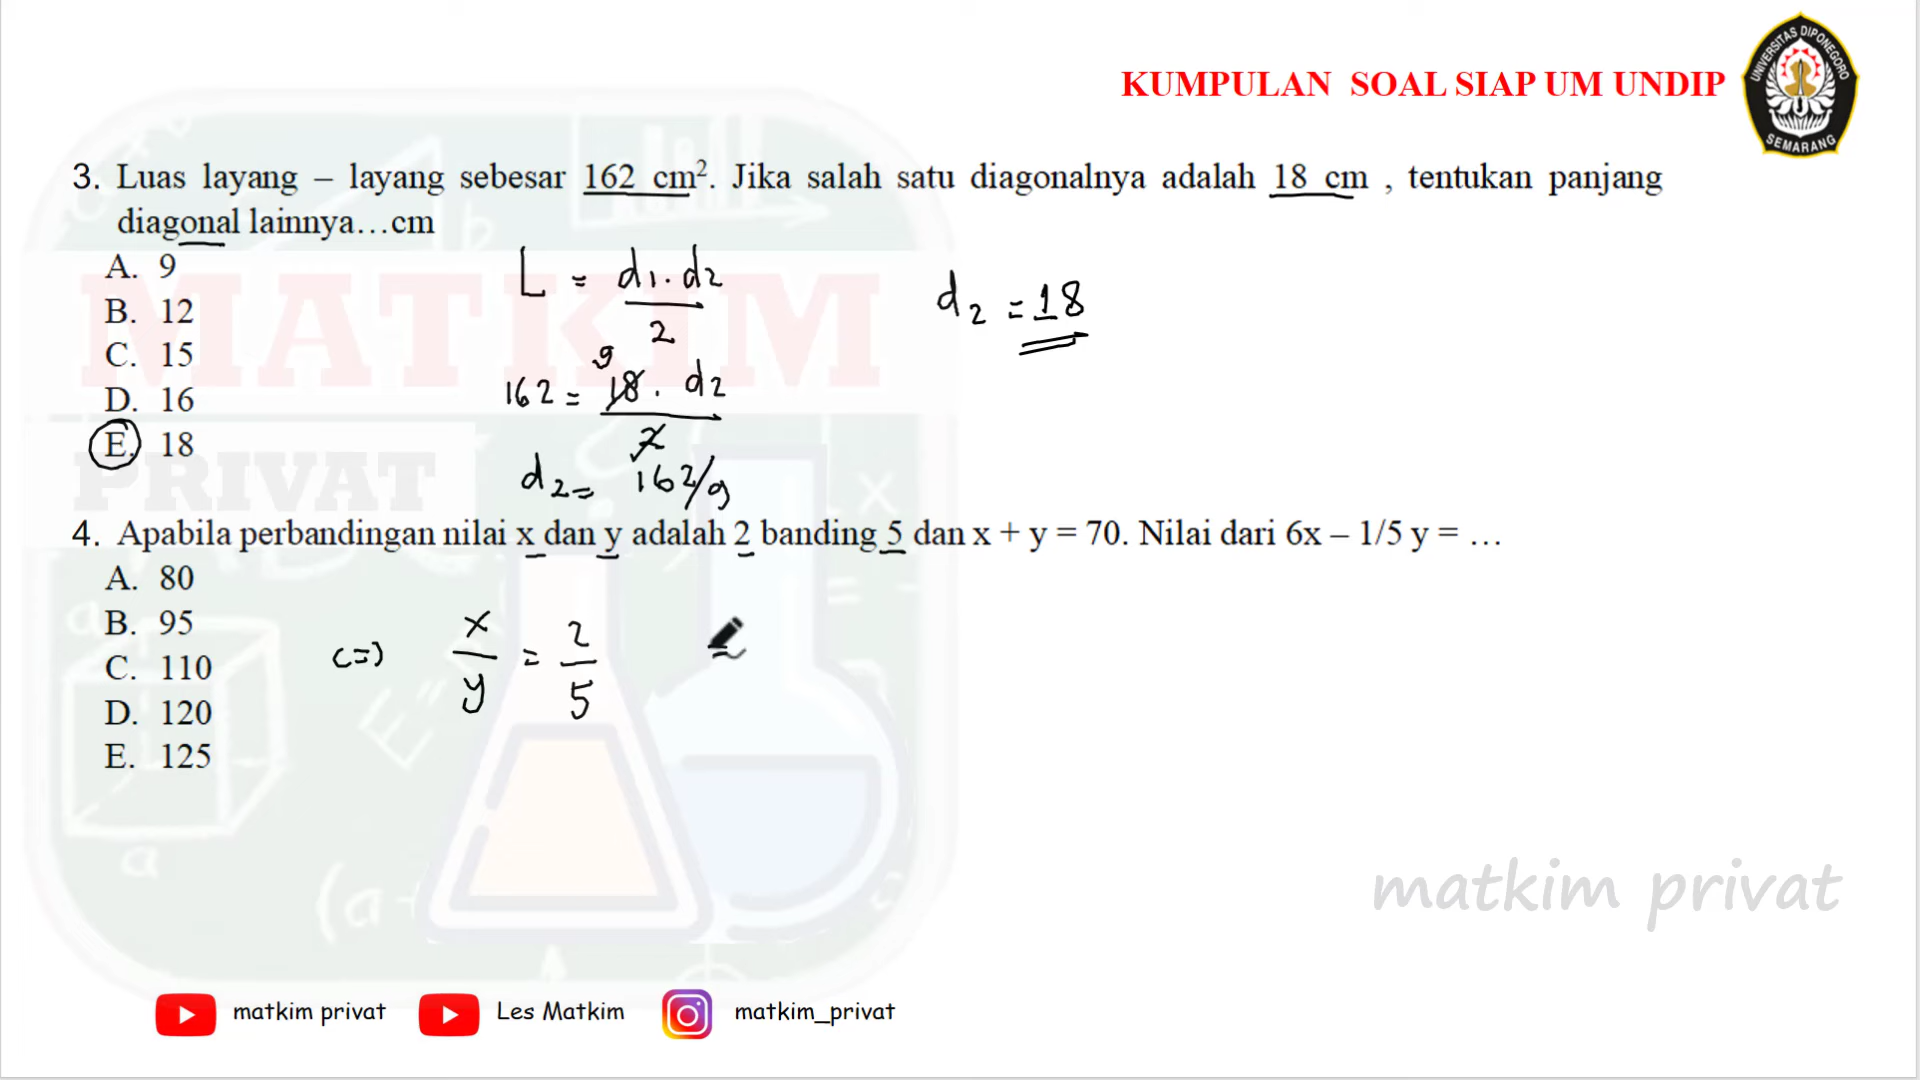 KUMPULAN SOAL SIAP UM UNDIP
UNIVERSITAS DIPONEGORO
SEMARANG
3. Luas layang – layang sebesar 162 cm². Jika salah satu diagonalnya adalah 18 cm , tentukan panjang
diagonal lainnya…cm
A. 9
B. 12
C. 15
D. 16
E. 18
L = d1. d2
2
9
162 = 18 . d2
2
d2 = 162/9
d2 = 18
4. Apabila perbandingan nilai x dan y adalah 2 banding 5 dan x + y = 70. Nilai dari 6x – 1/5 y = …
A. 80
B. 95
C. 110
D. 120
E. 125
<=> x/y = 2/5
MATKIM
PRIVAT
matkim privat
matkim privat
Les Matkim
matkim_privat